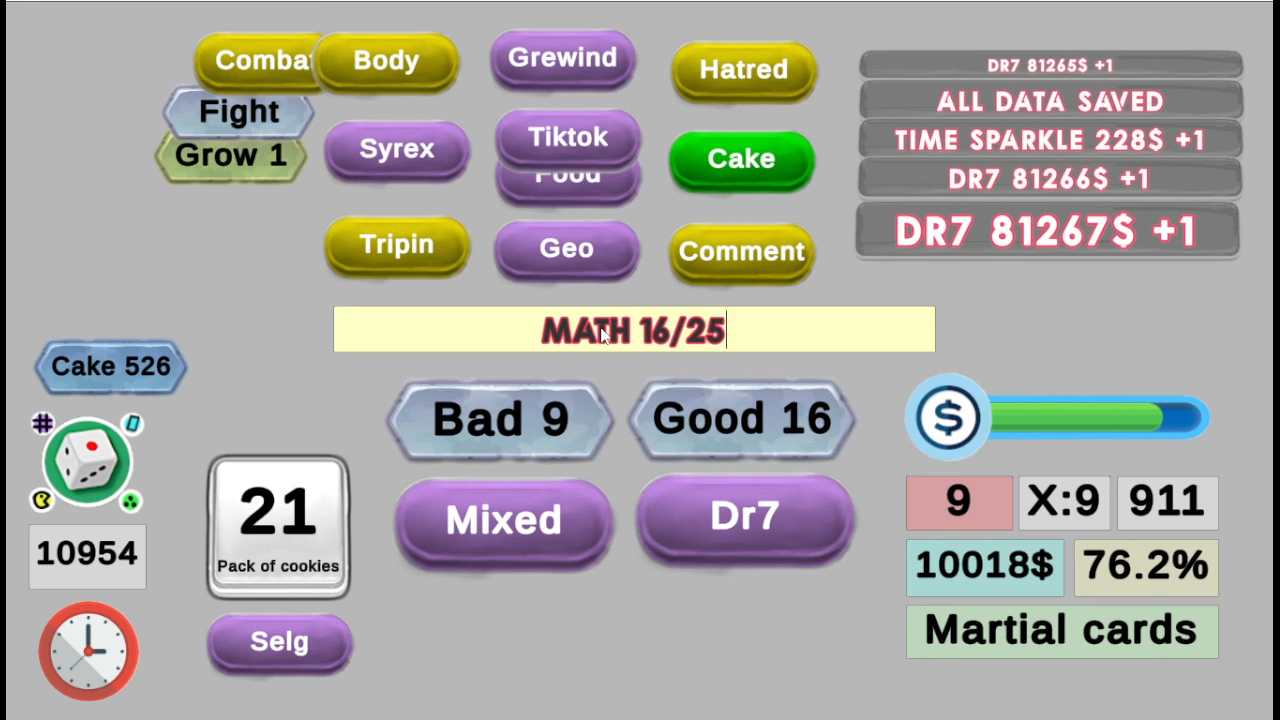 Combat
Body
Grewind
Hatred
Fight
Grow 1
Syrex
Tiktok
Food
Cake
Tripin
Geo
Comment
DR7 81265$ +1
ALL DATA SAVED
TIME SPARKLE 228$ +1
DR7 81266$ +1
DR7 81267$ +1
MATH 16/25
Cake 526
Bad 9
Good 16
$
21
Pack of cookies
Mixed
Dr7
9
X:9
911
10954
10018$
76.2%
Selg
Martial cards